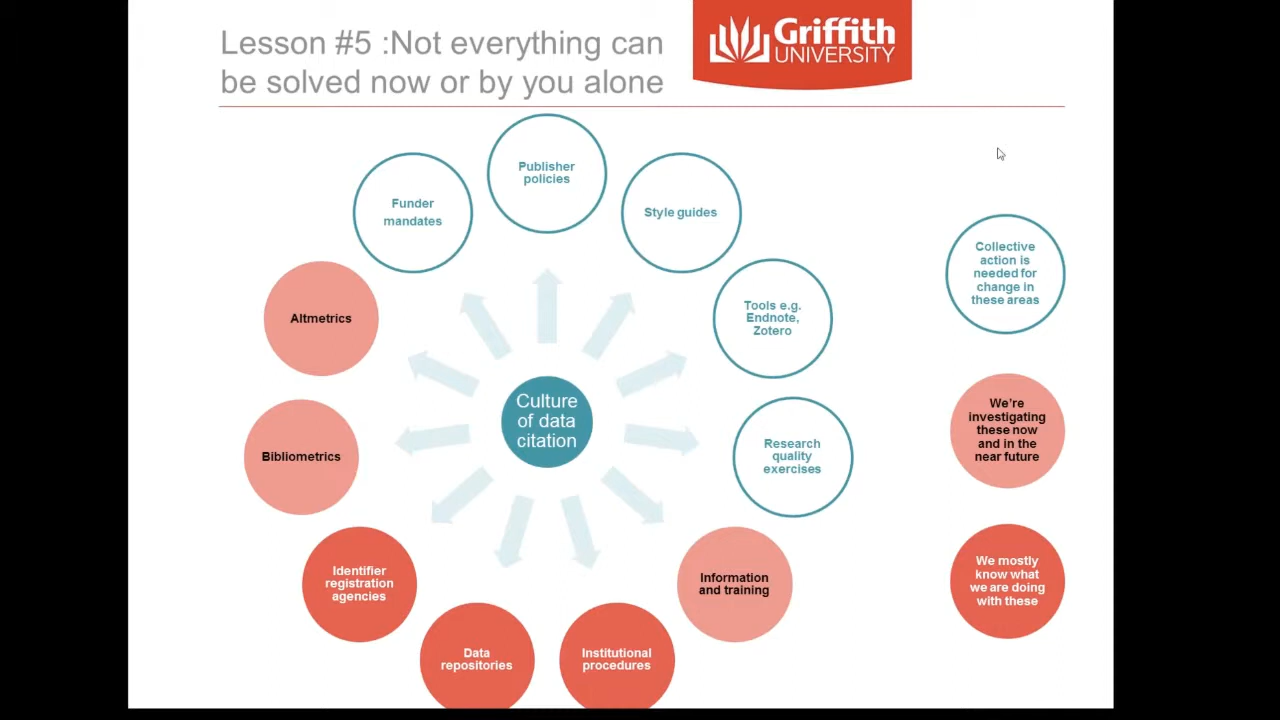 Lesson #5 :Not everything can
be solved now or by you alone
Griffith
UNIVERSITY
Publisher
policies
Funder
mandates
Style guides
Collective
action is
needed for
change in
these areas
Altmetrics
Tools e.g.
Endnote,
Zotero
Culture
of data
citation
We're
investigating
these now
and in the
near future
Bibliometrics
Research
quality
exercises
Identifier
registration
agencies
Information
and training
We mostly
know what
we are doing
with these
Data
repositories
Institutional
procedures